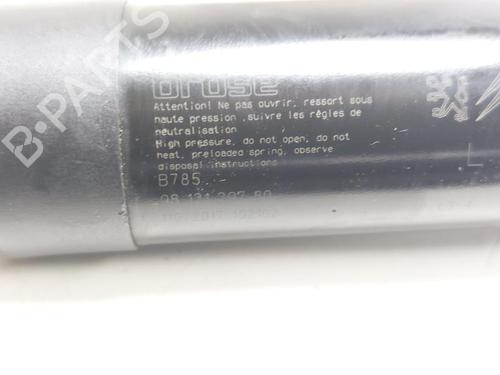 B-PARTS
brose
Attention! Ne pas ouvrir, ressort sous
haute pression ,suivre les règles de
neutralisation
High pressure, do not open, do not
heat, preloaded spring, observe
disposal instructions
B785
L